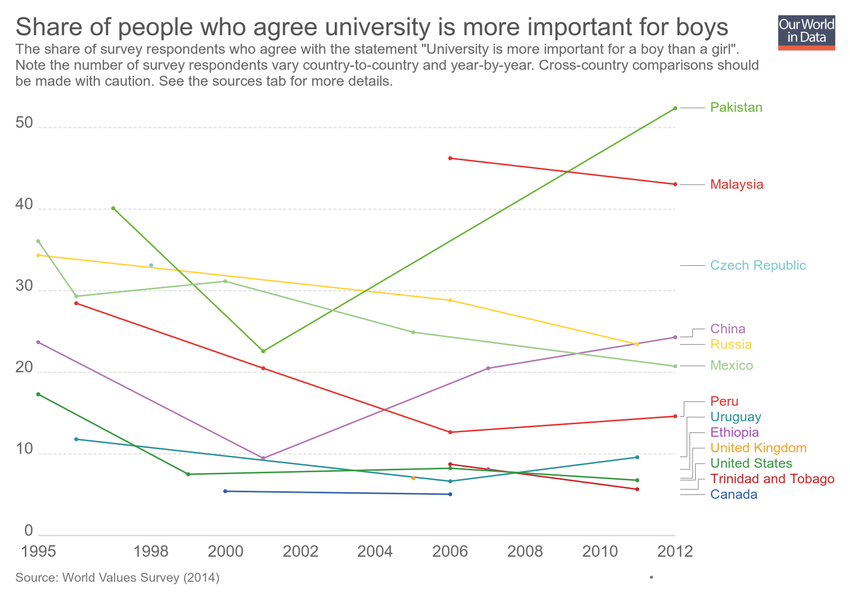 Share of people who agree university is more important for boys
Our World
in Data
The share of survey respondents who agree with the statement "University is more important for a boy than a girl".
Note the number of survey respondents vary country-to-country and year-by-year. Cross-country comparisons should
be made with caution. See the sources tab for more details.
50
40
30
20
10
0
Pakistan
Malaysia
Czech Republic
China
Russia
Mexico
Peru
Uruguay
Ethiopia
United Kingdom
United States
Trinidad and Tobago
Canada
1995
1998
2000
2002
2004
2006
2008
2010
2012
Source: World Values Survey (2014)